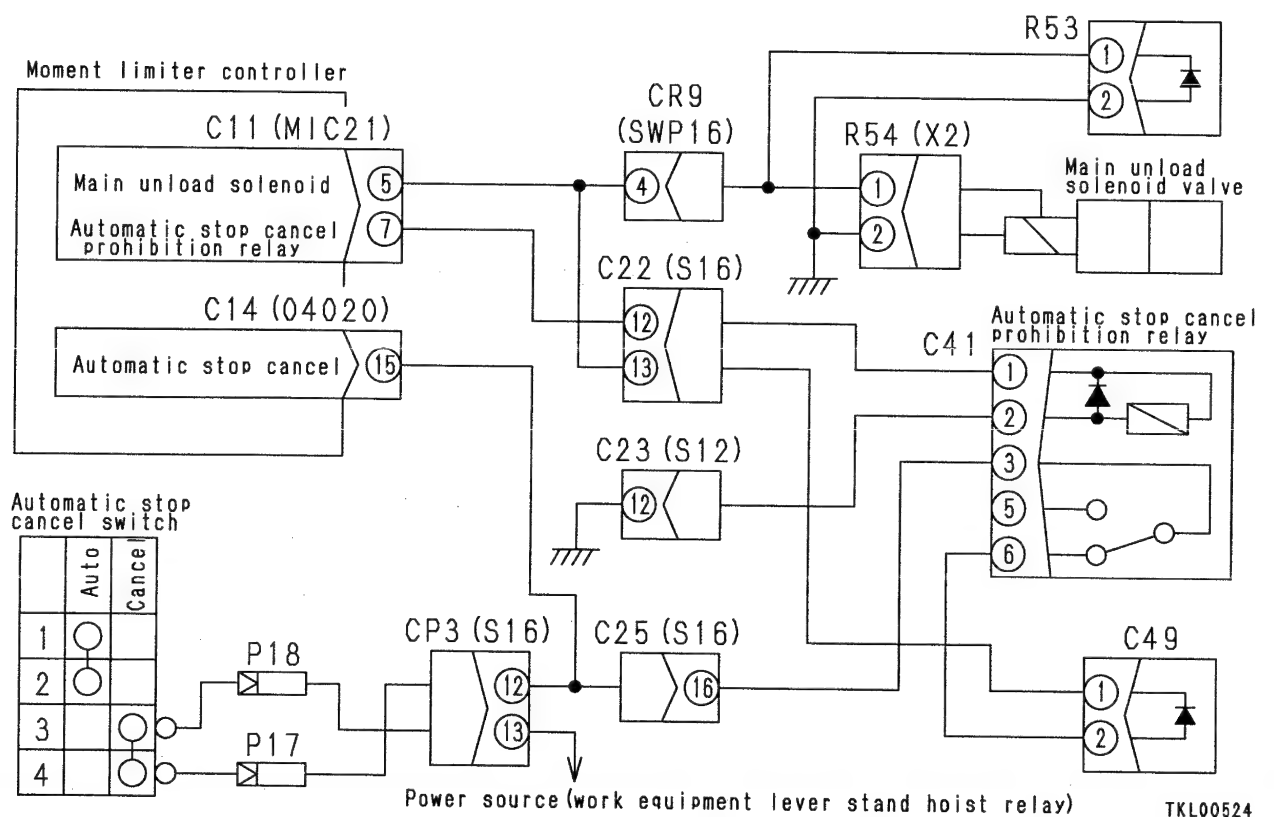 R53
1
2
Moment limiter controller
C11 (MIC21)
Main unload solenoid
5
Automatic stop cancel
prohibition relay
7
CR9
(SWP16)
4
R54 (X2)
1
2
Main unload
solenoid valve
C14 (04020)
Automatic stop cancel
15
C22 (S16)
12
13
Automatic stop cancel
prohibition relay
C41
1
2
3
5
6
C23 (S12)
12
Automatic stop
cancel switch
Auto
Cancel
1
2
3
4
P18
P17
CP3 (S16)
12
13
C25 (S16)
16
C49
1
2
Power source (work equipment lever stand hoist relay)
TKL00524